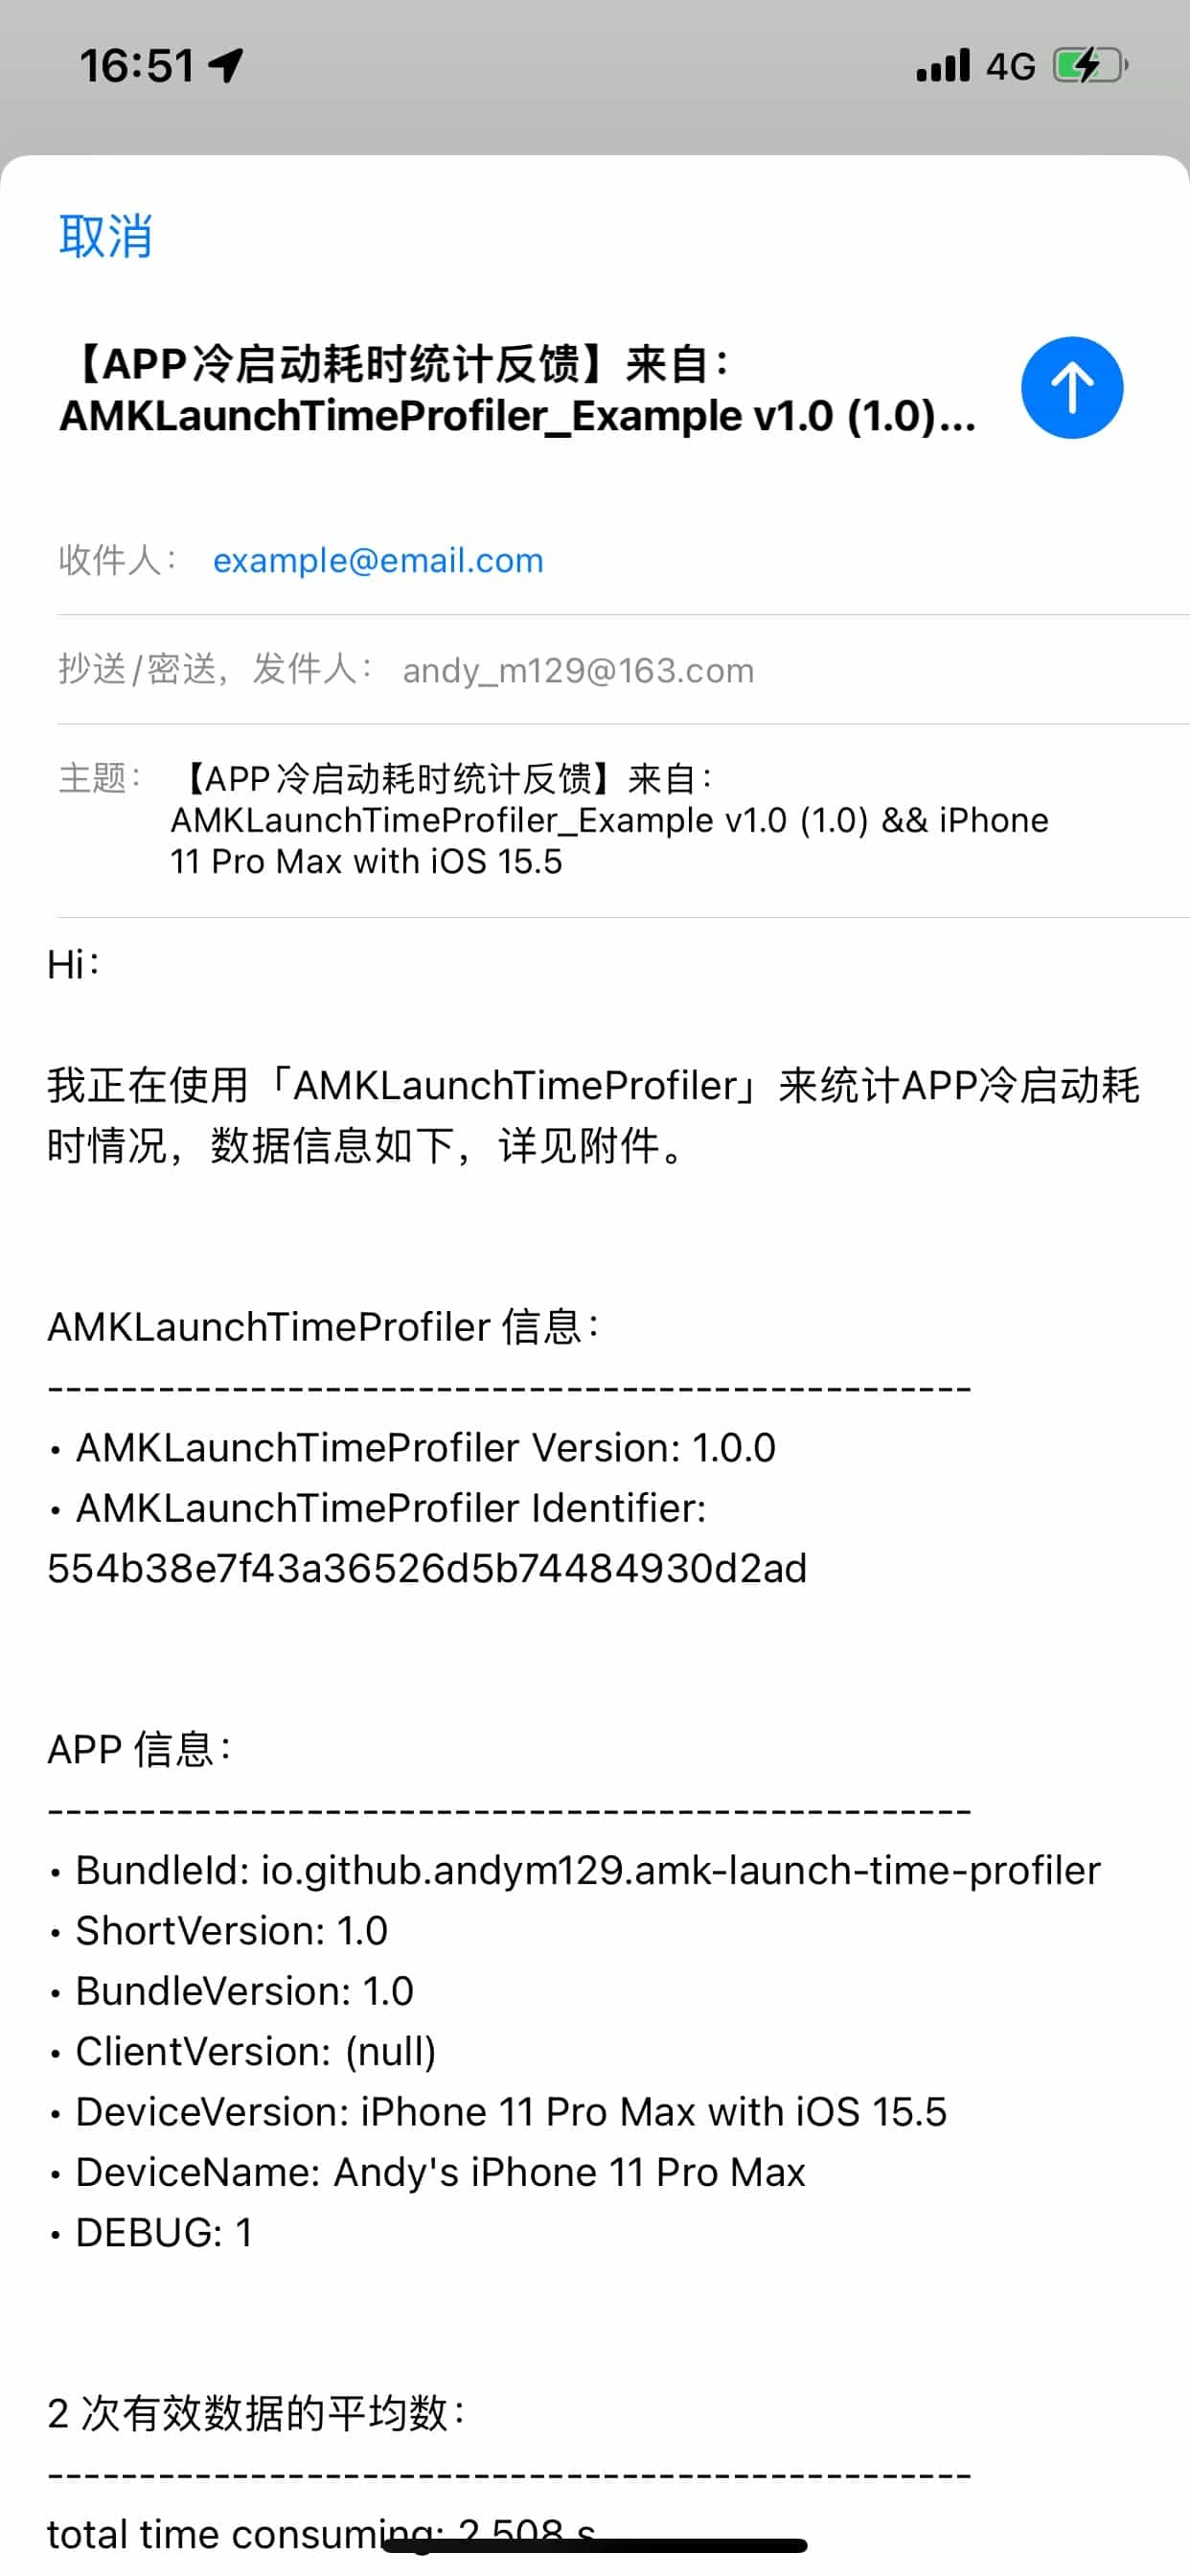 16:51
4G
取消
【APP冷启动耗时统计反馈】来自：
AMKLaunchTimeProfiler_Example v1.0 (1.0)...
收件人： example@email.com
抄送/密送，发件人： andy_m129@163.com
主题： 【APP冷启动耗时统计反馈】来自：
AMKLaunchTimeProfiler_Example v1.0 (1.0) && iPhone
11 Pro Max with iOS 15.5
Hi：
我正在使用「AMKLaunchTimeProfiler」来统计APP冷启动耗
时情况，数据信息如下，详见附件。
AMKLaunchTimeProfiler 信息：
--------------------------------------------------
• AMKLaunchTimeProfiler Version: 1.0.0
• AMKLaunchTimeProfiler Identifier:
554b38e7f43a36526d5b74484930d2ad
APP 信息：
--------------------------------------------------
• BundleId: io.github.andym129.amk-launch-time-profiler
• ShortVersion: 1.0
• BundleVersion: 1.0
• ClientVersion: (null)
• DeviceVersion: iPhone 11 Pro Max with iOS 15.5
• DeviceName: Andy's iPhone 11 Pro Max
• DEBUG: 1
2 次有效数据的平均数：
--------------------------------------------------
total time consuming: 2.508 s